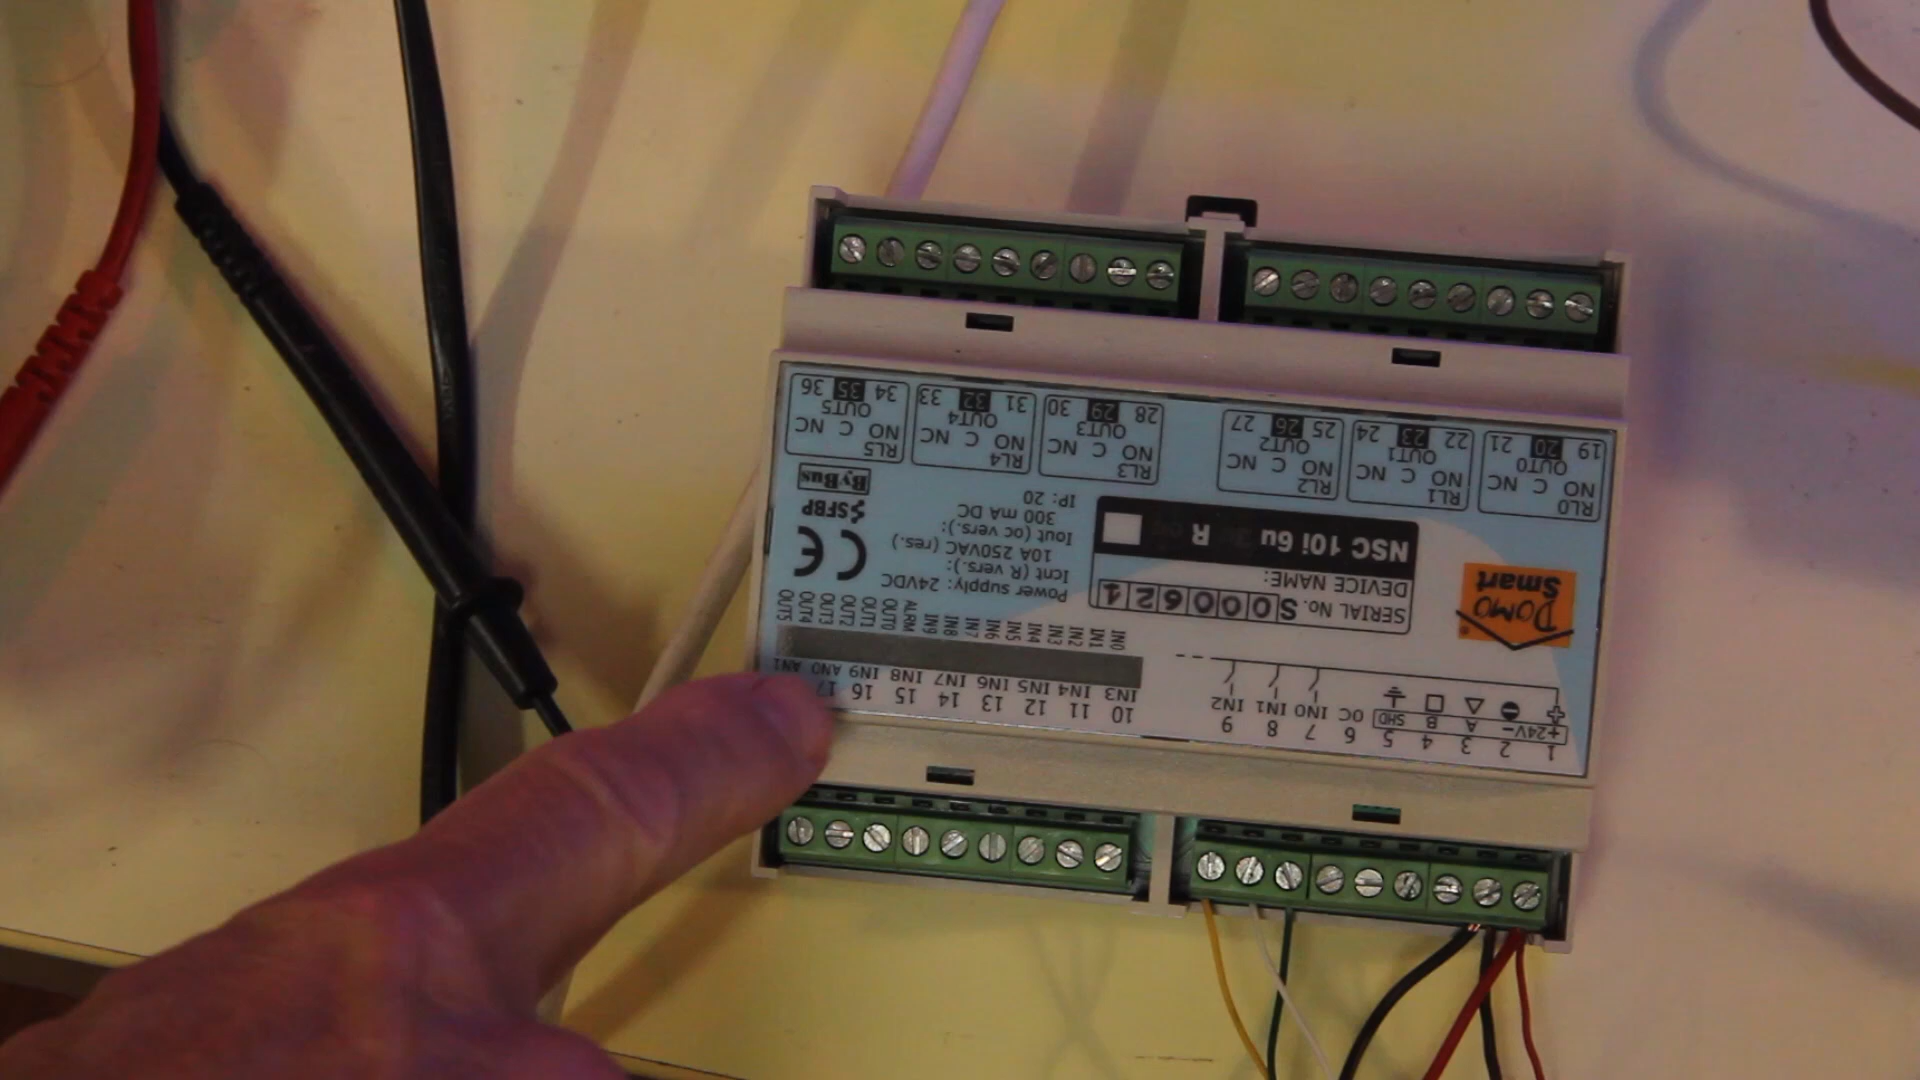 1 2 3 4 5 6 7 8 9 10 11 12 13 14 15 16 17
+24V- A B SHD OC IN0 IN1 IN2 IN3 IN4 IN5 IN6 IN7 IN8 IN9 AN0 AN1
IN0 IN1 IN2 IN3 IN4 IN5 IN6 IN7 IN8 IN9 ALARM OUT0 OUT1 OUT2 OUT3 OUT4 OUT5
DOMO
Smart
SERIAL No. S000621
DEVICE NAME:
NSC 10i 6u R
Power supply: 24VDC
Icnt (R vers.):
10A 250VAC (res.)
Iout (oc vers.):
300 mA DC
IP: 20
CE
SFBP
ByBus
RL0 RL1 RL2 RL3 RL4 RL5
NO C NC NO C NC NO C NC NO C NC NO C NC NO C NC
OUT0 OUT1 OUT2 OUT3 OUT4 OUT5
19 20 21 22 23 24 25 26 27 28 29 30 31 32 33 34 35 36